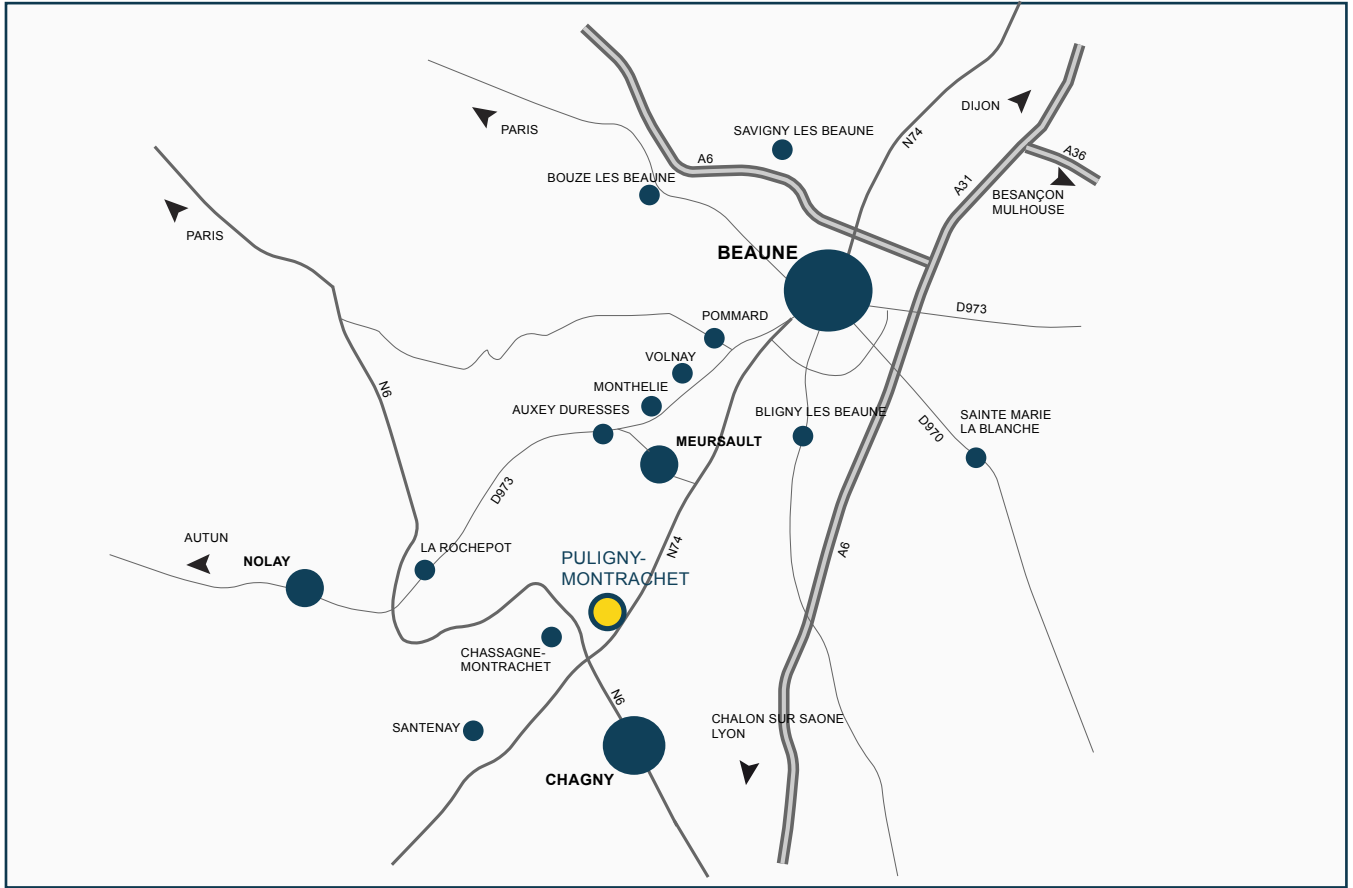 DIJON
N74
PARIS
SAVIGNY LES BEAUNE
A6
A36
BOUZE LES BEAUNE
A31
BESANÇON
MULHOUSE
PARIS
BEAUNE
D973
POMMARD
VOLNAY
MONTHELIE
N6
AUXEY DURESSES
BLIGNY LES BEAUNE
SAINTE MARIE
LA BLANCHE
D970
MEURSAULT
D973
AUTUN
NOLAY
LA ROCHEPOT
N74
A6
PULIGNY-
MONTRACHET
CHASSAGNE-
MONTRACHET
N6
SANTENAY
CHALON SUR SAONE
LYON
CHAGNY